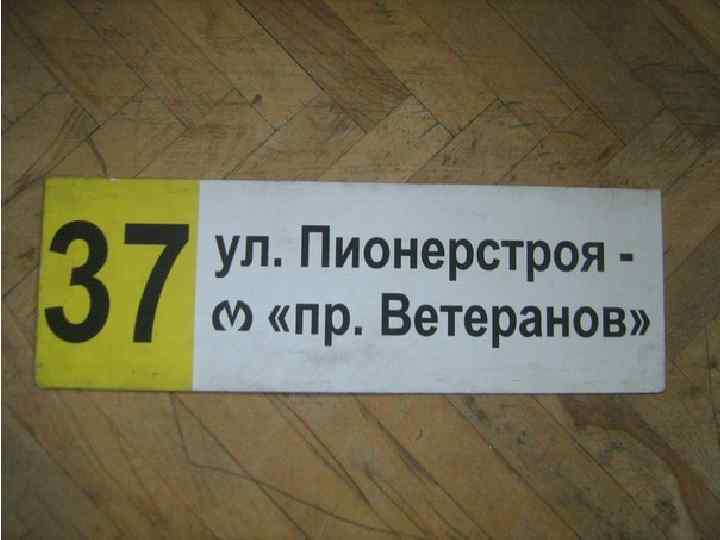 37
ул. Пионерстроя -
м «пр. Ветеранов»